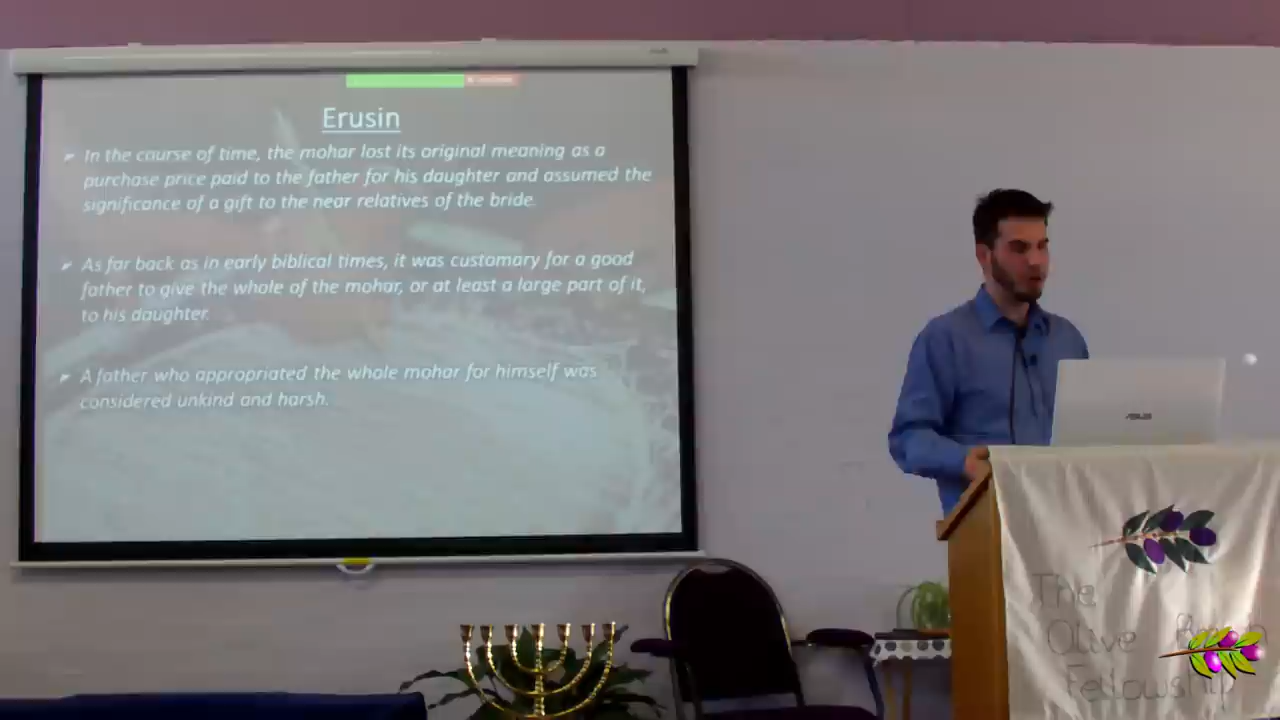 Erusin
In the course of time, the mohar lost its original meaning as a
purchase price paid to the father for his daughter and assumed the
significance of a gift to the near relatives of the bride.
As far back as in early biblical times, it was customary for a good
father to give the whole of the mohar, or at least a large part of it,
to his daughter.
A father who appropriated the whole mohar for himself was
considered unkind and harsh.
ASUS
The
Olive
Fellowship